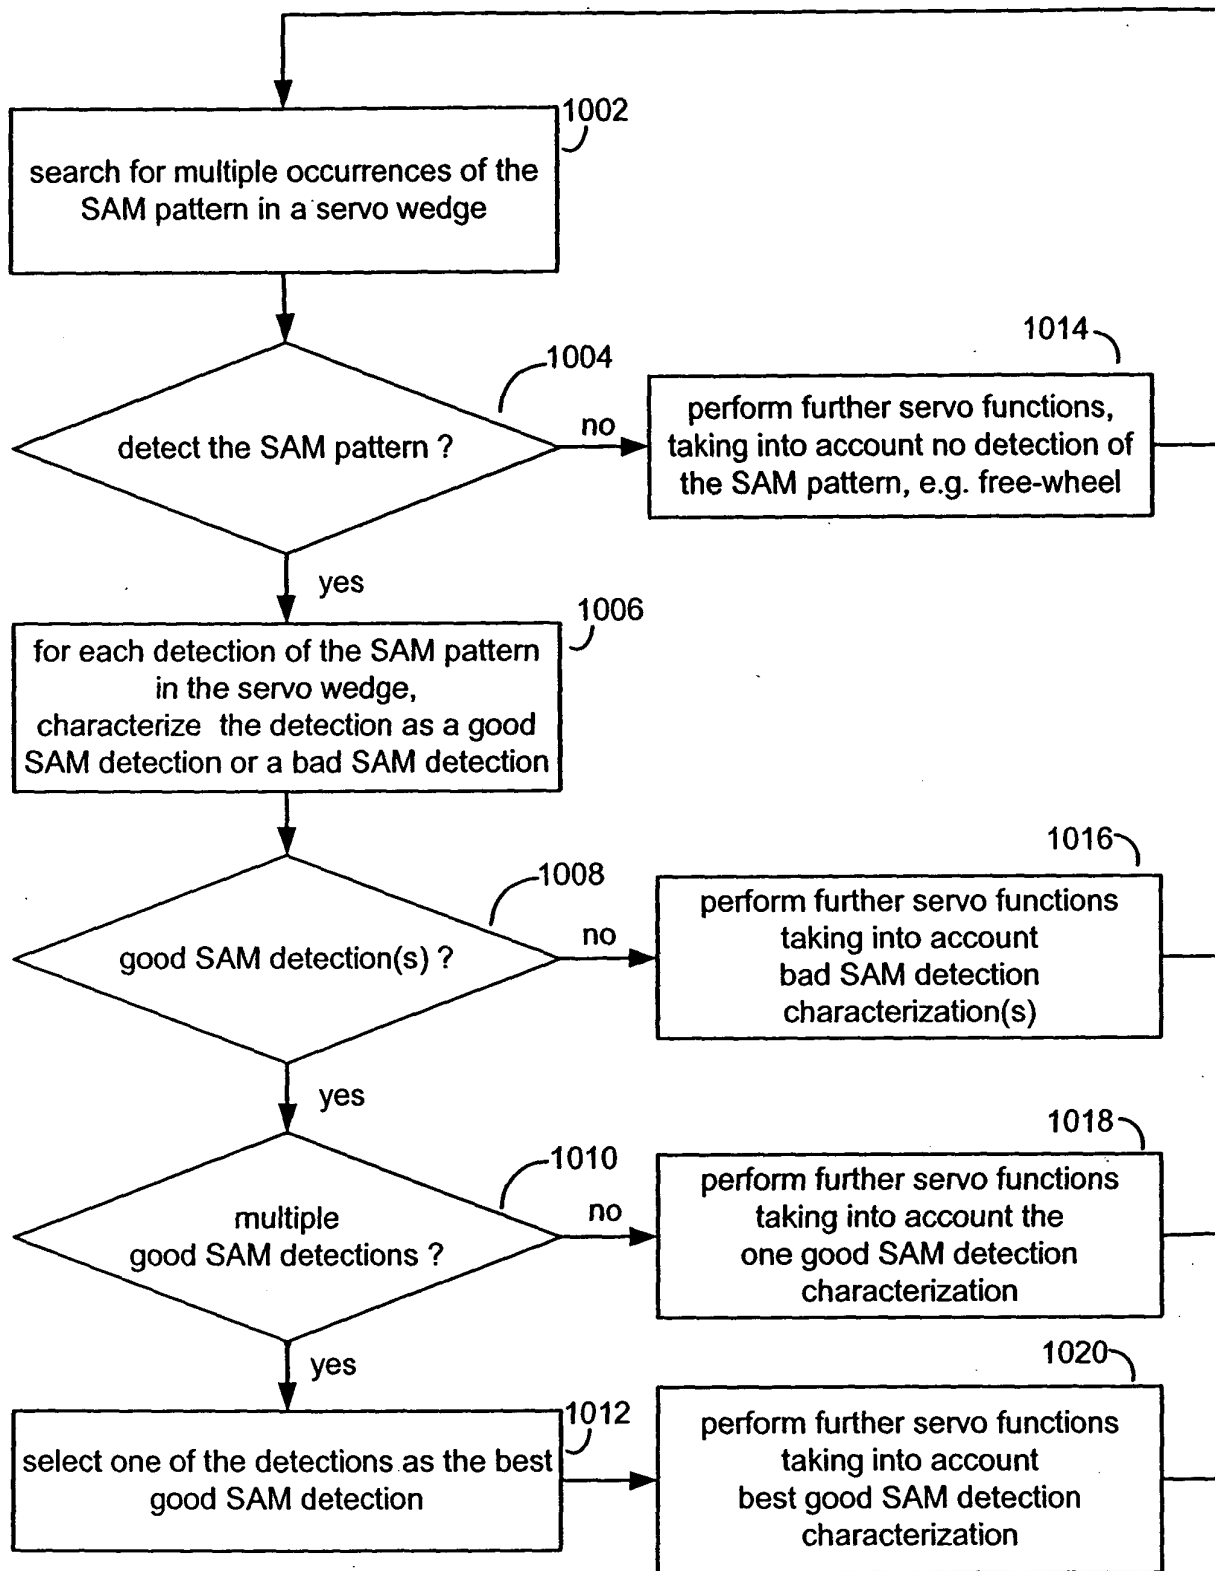 1002
search for multiple occurrences of the
SAM pattern in a servo wedge
1004
detect the SAM pattern ?
no
1014
perform further servo functions,
taking into account no detection of
the SAM pattern, e.g. free-wheel
yes
1006
for each detection of the SAM pattern
in the servo wedge,
characterize the detection as a good
SAM detection or a bad SAM detection
1008
good SAM detection(s) ?
no
1016
perform further servo functions
taking into account
bad SAM detection
characterization(s)
yes
1010
multiple
good SAM detections ?
no
1018
perform further servo functions
taking into account the
one good SAM detection
characterization
yes
1012
select one of the detections as the best
good SAM detection
1020
perform further servo functions
taking into account
best good SAM detection
characterization